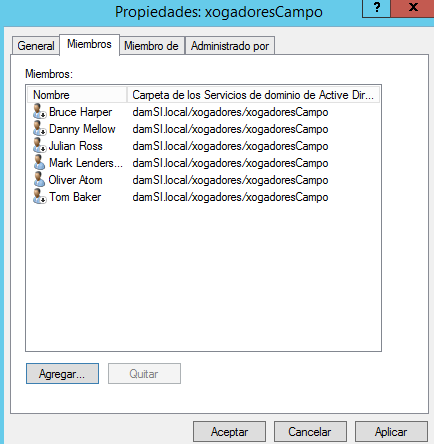 Propiedades: xogadoresCampo ? x
General Miembros Miembro de Administrado por
Miembros:
Nombre Carpeta de los Servicios de dominio de Active Dir...
Bruce Harper damSI.local/xogadores/xogadoresCampo
Danny Mellow damSI.local/xogadores/xogadoresCampo
Julian Ross damSI.local/xogadores/xogadoresCampo
Mark Lenders... damSI.local/xogadores/xogadoresCampo
Oliver Atom damSI.local/xogadores/xogadoresCampo
Tom Baker damSI.local/xogadores/xogadoresCampo
Agregar... Quitar
Aceptar Cancelar Aplicar